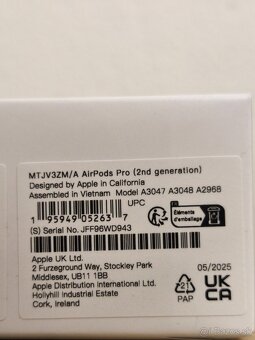 MTJV3ZM/A AirPods Pro (2nd generation)
Designed by Apple in California
Assembled in Vietnam Model A3047 A3048 A2968
UPC
1 95949 05263 7
Éléments d'emballage
(S) Serial No. JFF96WD943
Apple UK Ltd.
2 Furzeground Way, Stockley Park
Middlesex, UB11 1BB
Apple Distribution International Ltd.
Hollyhill Industrial Estate
Cork, Ireland
21
PAP
05/2025
UK
CA